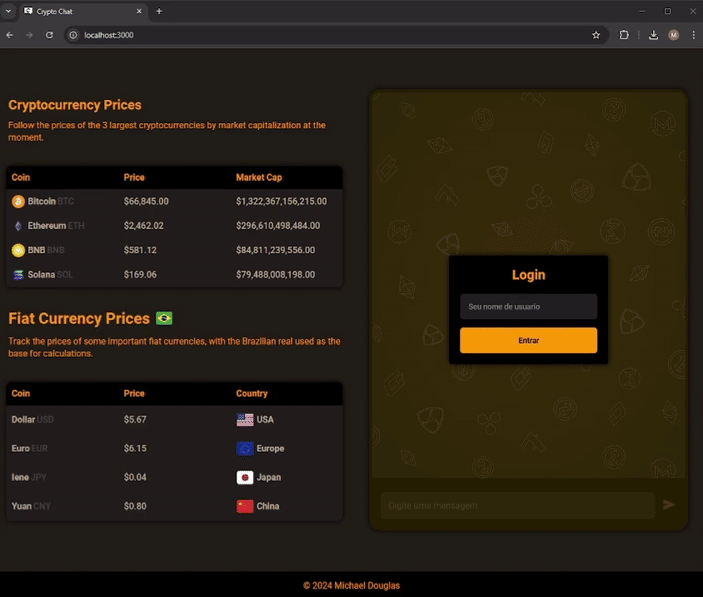 Crypto Chat
localhost:3000
M
Cryptocurrency Prices
Follow the prices of the 3 largest cryptocurrencies by market capitalization at the
moment.
Coin Price Market Cap
Bitcoin BTC $66,845.00 $1,322,367,156,215.00
Ethereum ETH $2,462.02 $296,610,498,484.00
BNB BNB $581.12 $84,811,239,556.00
Solana SOL $169.06 $79,488,008,198.00
Fiat Currency Prices
Track the prices of some important fiat currencies, with the Brazilian real used as the
base for calculations.
Coin Price Country
Dollar USD $5.67 USA
Euro EUR $6.15 Europe
Iene JPY $0.04 Japan
Yuan CNY $0.80 China
Login
Seu nome de usuario
Entrar
Digite uma mensagem
© 2024 Michael Douglas